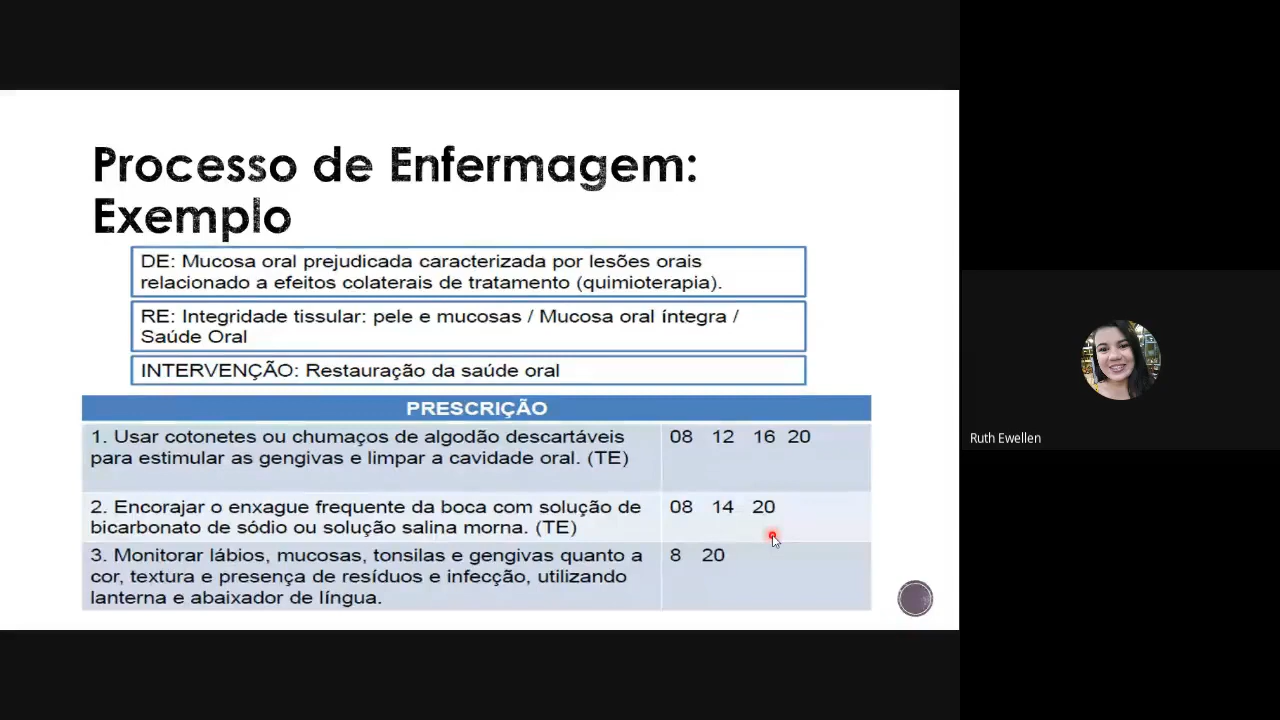 Processo de Enfermagem:
Exemplo
DE: Mucosa oral prejudicada caracterizada por lesões orais
relacionado a efeitos colaterais de tratamento (quimioterapia).
RE: Integridade tissular: pele e mucosas / Mucosa oral íntegra /
Saúde Oral
INTERVENÇÃO: Restauração da saúde oral
PRESCRIÇÃO
1. Usar cotonetes ou chumaços de algodão descartáveis
para estimular as gengivas e limpar a cavidade oral. (TE)
08 12 16 20
2. Encorajar o enxague frequente da boca com solução de
bicarbonato de sódio ou solução salina morna. (TE)
08 14 20
3. Monitorar lábios, mucosas, tonsilas e gengivas quanto a
cor, textura e presença de resíduos e infecção, utilizando
lanterna e abaixador de língua.
8 20
Ruth Ewellen